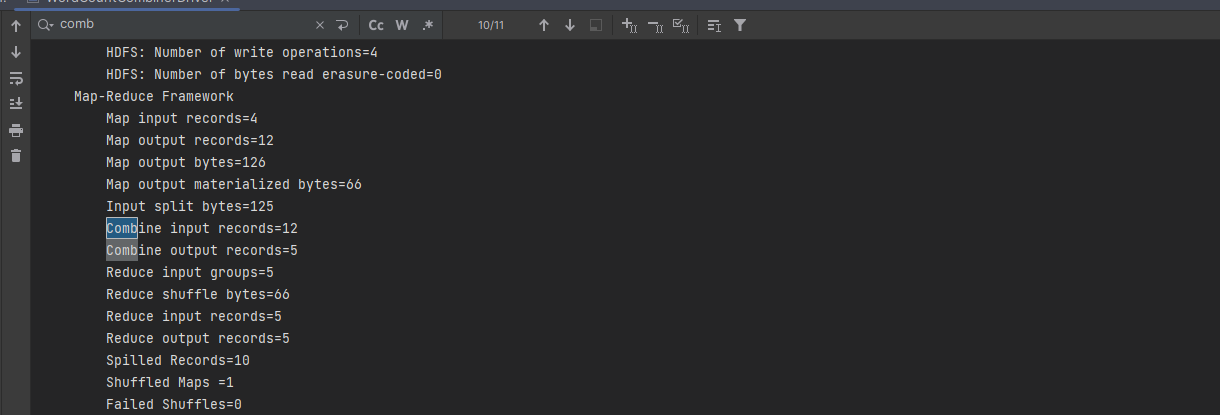 WordCountCombinerDriver
comb
Cc W .* 10/11
HDFS: Number of write operations=4
HDFS: Number of bytes read erasure-coded=0
Map-Reduce Framework
Map input records=4
Map output records=12
Map output bytes=126
Map output materialized bytes=66
Input split bytes=125
Combine input records=12
Combine output records=5
Reduce input groups=5
Reduce shuffle bytes=66
Reduce input records=5
Reduce output records=5
Spilled Records=10
Shuffled Maps =1
Failed Shuffles=0